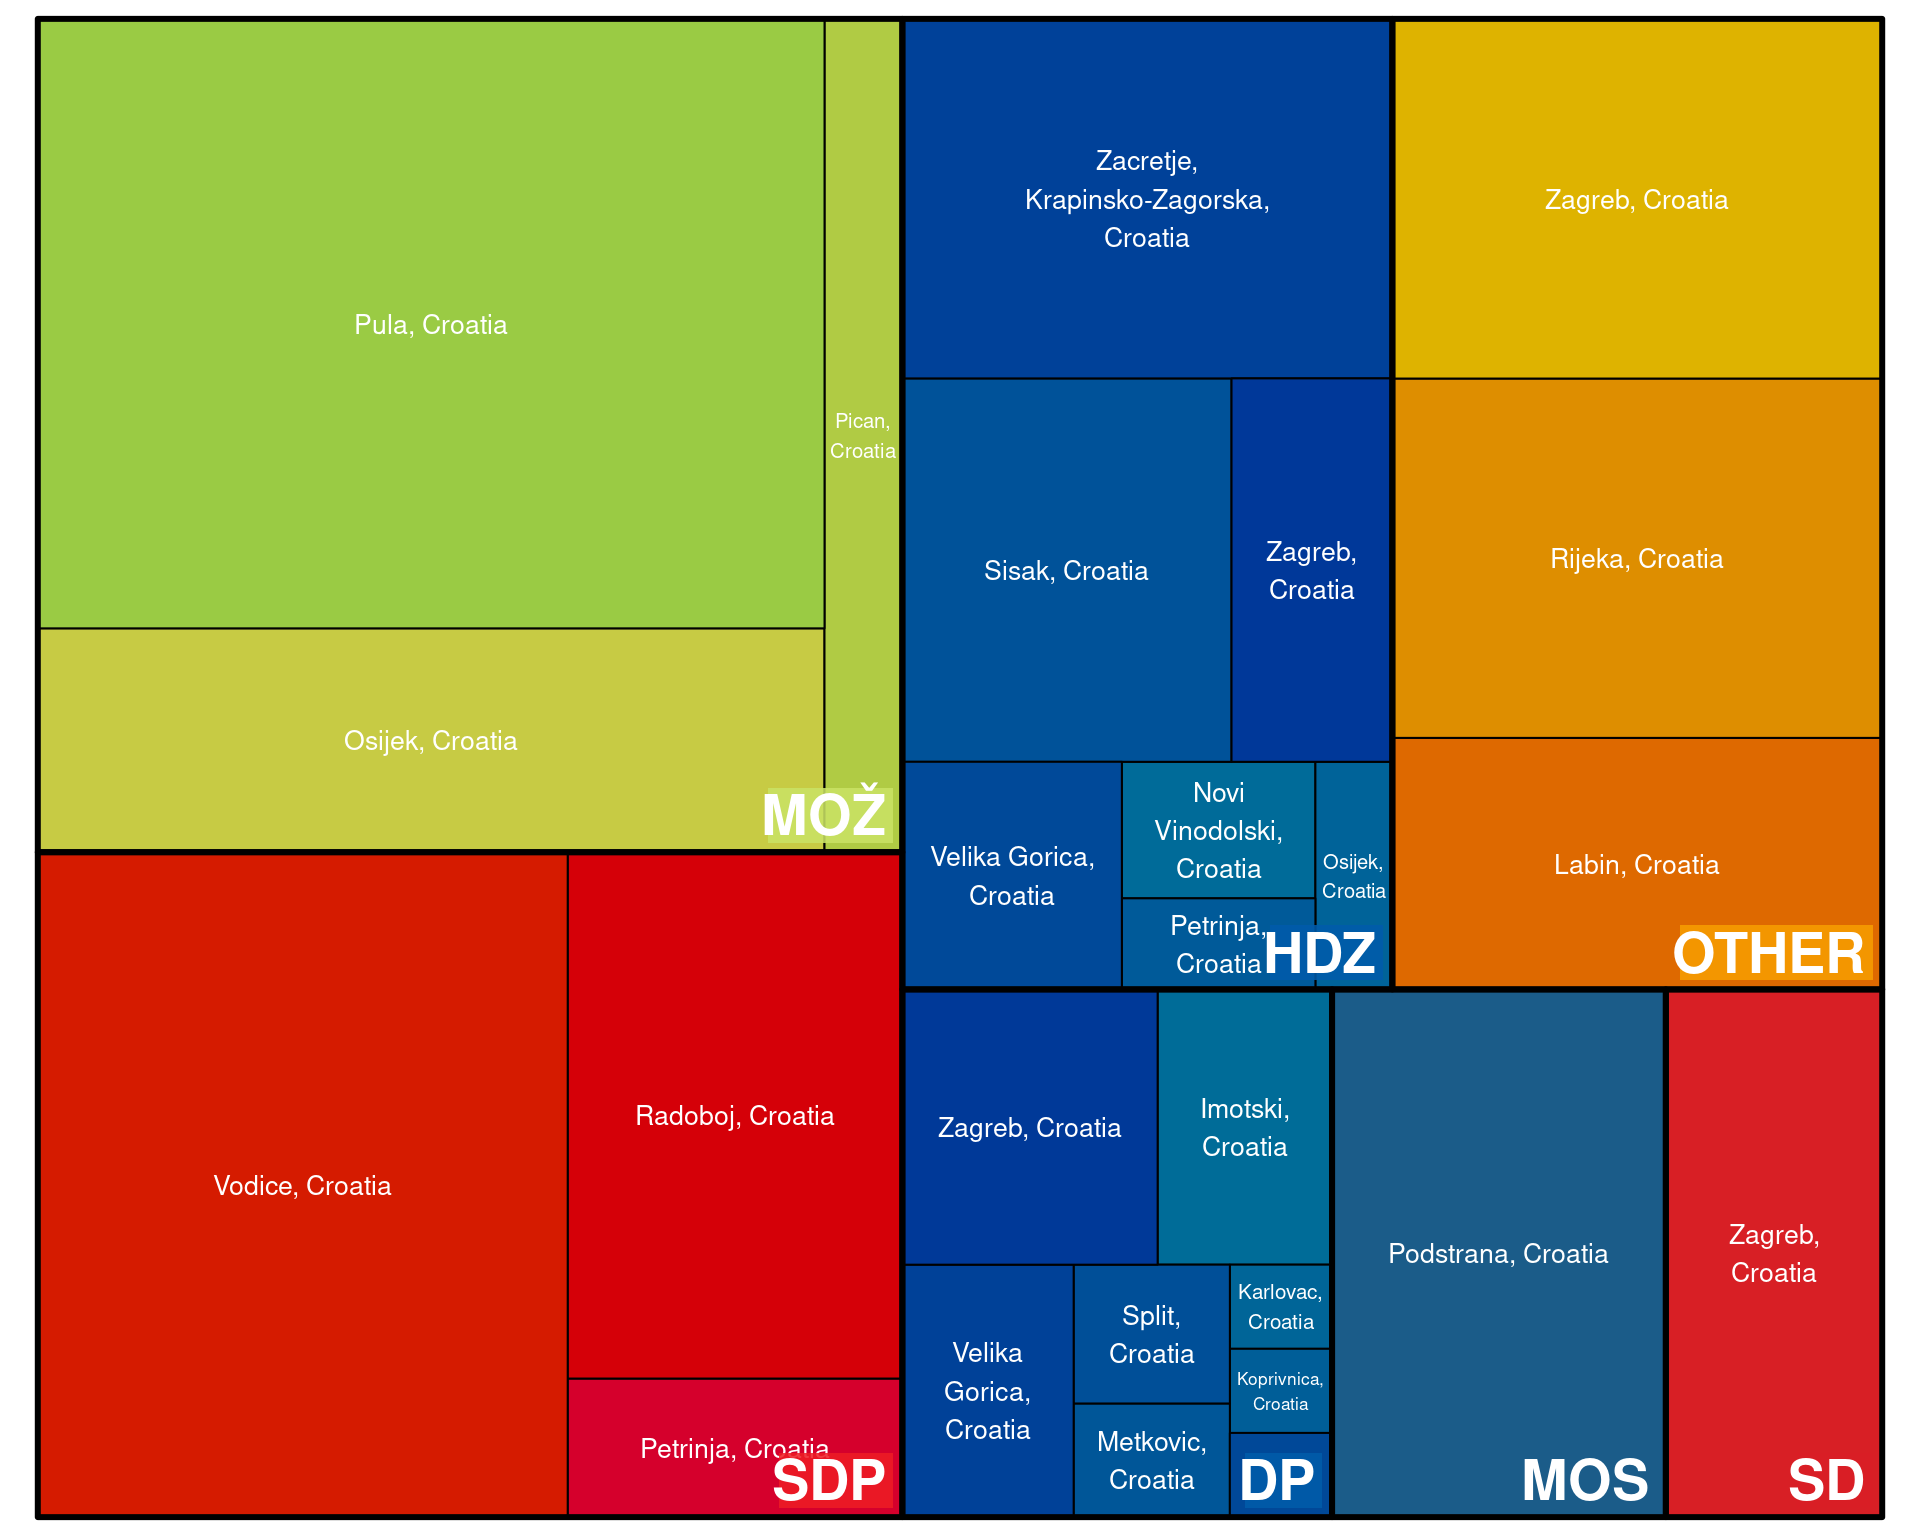 Pula, Croatia
Pican,
Croatia
Osijek, Croatia
MOŽ
Zacretje,
Krapinsko-Zagorska,
Croatia
Sisak, Croatia
Zagreb,
Croatia
Velika Gorica,
Croatia
Novi
Vinodolski,
Croatia
Petrinja,
Croatia
Osijek,
Croatia
HDZ
Zagreb, Croatia
Rijeka, Croatia
Labin, Croatia
OTHER
Vodice, Croatia
Radoboj, Croatia
Petrinja, Croatia
SDP
Zagreb, Croatia
Imotski,
Croatia
Velika
Gorica,
Croatia
Split,
Croatia
Metkovic,
Croatia
Karlovac,
Croatia
Koprivnica,
Croatia
DP
Podstrana, Croatia
MOS
Zagreb,
Croatia
SD